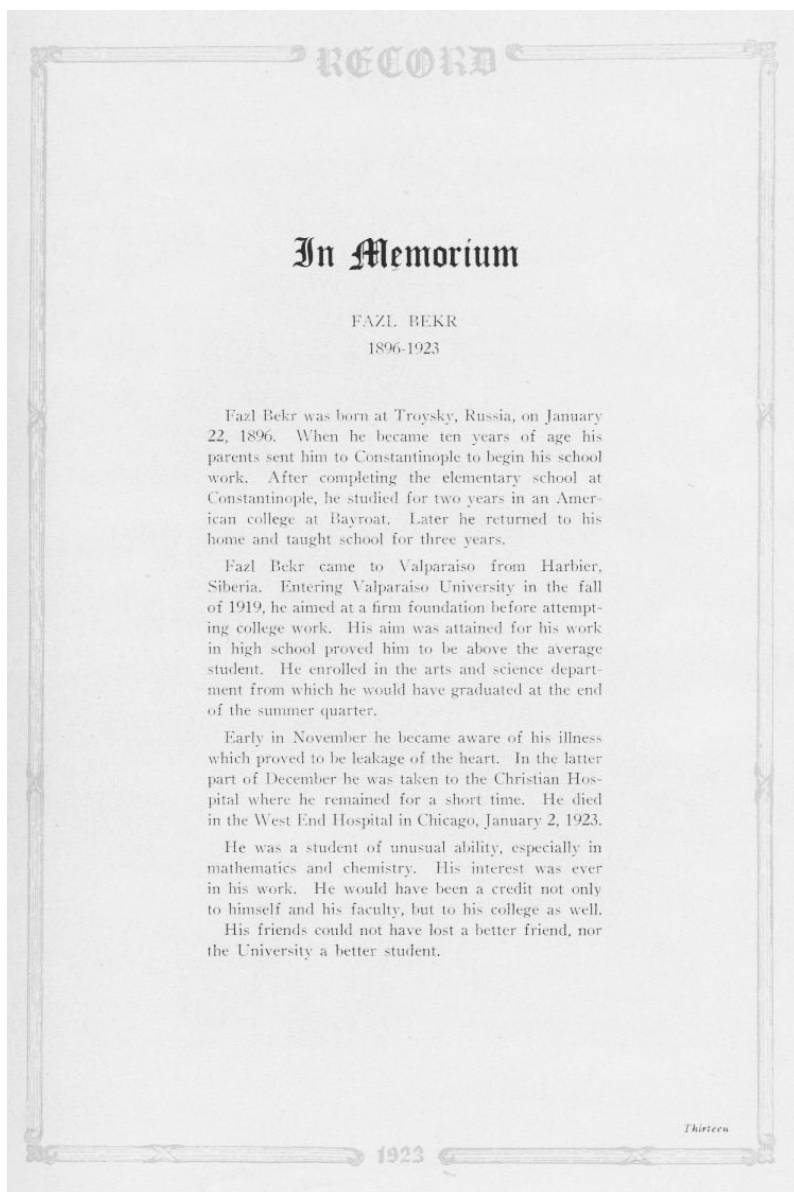 RECORD
In Memorium
FAZL BEKR
1896-1923
Fazl Bekr was born at Troysky, Russia, on January
22, 1896. When he became ten years of age his
parents sent him to Constantinople to begin his school
work. After completing the elementary school at
Constantinople, he studied for two years in an Amer-
ican college at Bayroat. Later he returned to his
home and taught school for three years.
Fazl Bekr came to Valparaiso from Harbier,
Siberia. Entering Valparaiso University in the fall
of 1919, he aimed at a firm foundation before attempt-
ing college work. His aim was attained for his work
in high school proved him to be above the average
student. He enrolled in the arts and science depart-
ment from which he would have graduated at the end
of the summer quarter.
Early in November he became aware of his illness
which proved to be leakage of the heart. In the latter
part of December he was taken to the Christian Hos-
pital where he remained for a short time. He died
in the West End Hospital in Chicago, January 2, 1923.
He was a student of unusual ability, especially in
mathematics and chemistry. His interest was ever
in his work. He would have been a credit not only
to himself and his faculty, but to his college as well.
His friends could not have lost a better friend, nor
the University a better student.
Thirteen
1923